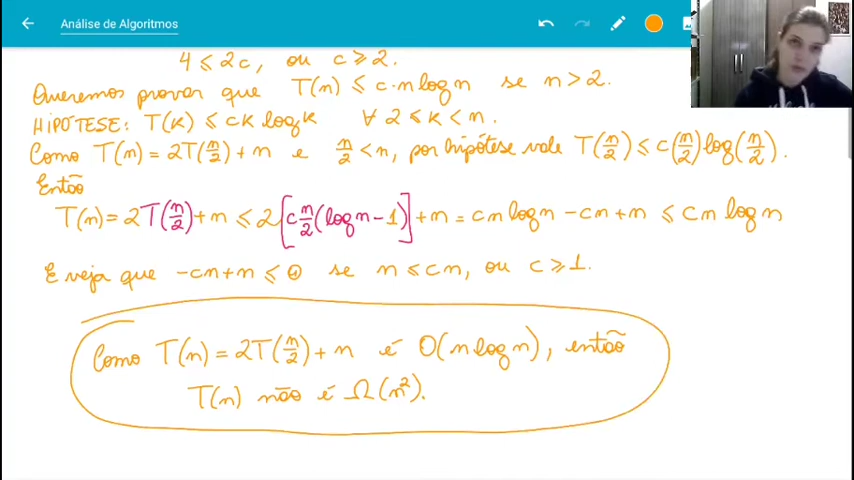 Análise de Algoritmos
4 ≤ 2c, ou c ≥ 2.
Queremos provar que T(n) ≤ c·n log n se n > 2.
HIPÓTESE: T(k) ≤ ck log k ∀ 2 ≤ k < n.
Como T(n) = 2T(n/2) + n e n/2 < n, por hipótese vale T(n/2) ≤ c(n/2) log(n/2).
Então
T(n) = 2T(n/2) + n ≤ 2[c n/2 (log n - 1)] + n = cn log n - cn + n ≤ cn log n
E veja que -cn + n ≤ 0 se n ≤ cn, ou c ≥ 1.
Como T(n) = 2T(n/2) + n é O(n log n), então
T(n) não é Ω(n²).